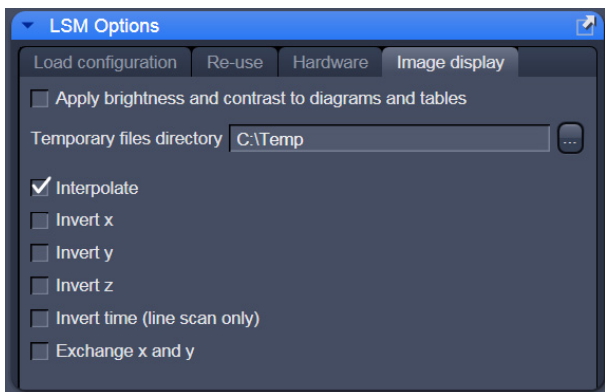 LSM Options
Load configuration Re-use Hardware Image display
Apply brightness and contrast to diagrams and tables
Temporary files directory C:\Temp ...
Interpolate
Invert x
Invert y
Invert z
Invert time (line scan only)
Exchange x and y